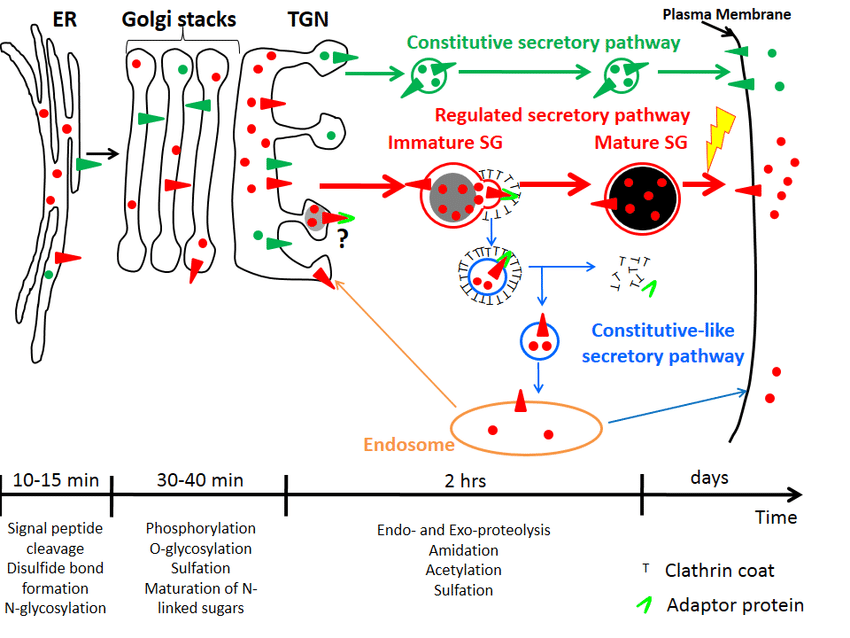 ER
Golgi stacks
TGN
Plasma Membrane
Constitutive secretory pathway
Regulated secretory pathway
Immature SG
Mature SG
TTTT
?
Constitutive-like
secretory pathway
Endosome
10-15 min
30-40 min
2 hrs
days
Time
Signal peptide
cleavage
Disulfide bond
formation
N-glycosylation
Phosphorylation
O-glycosylation
Sulfation
Maturation of N-
linked sugars
Endo- and Exo-proteolysis
Amidation
Acetylation
Sulfation
T Clathrin coat
Adaptor protein